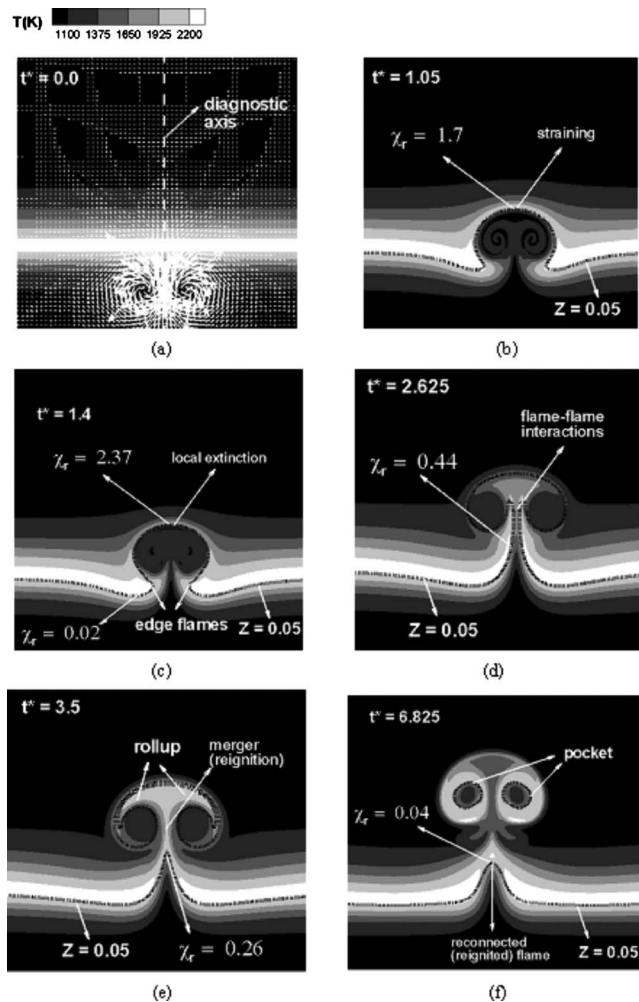 T(K)
1100 1375 1650 1925 2200
t* = 0.0
diagnostic
axis
(a)
t* = 1.05
χr = 1.7
straining
Z = 0.05
(b)
t* = 1.4
χr = 2.37
local extinction
χr = 0.02
edge flames
Z = 0.05
(c)
t* = 2.625
flame-flame
interactions
χr = 0.44
Z = 0.05
(d)
t* = 3.5
rollup
merger
(reignition)
Z = 0.05
χr = 0.26
(e)
t* = 6.825
pocket
χr = 0.04
reconnected
(reignited) flame
Z = 0.05
(f)